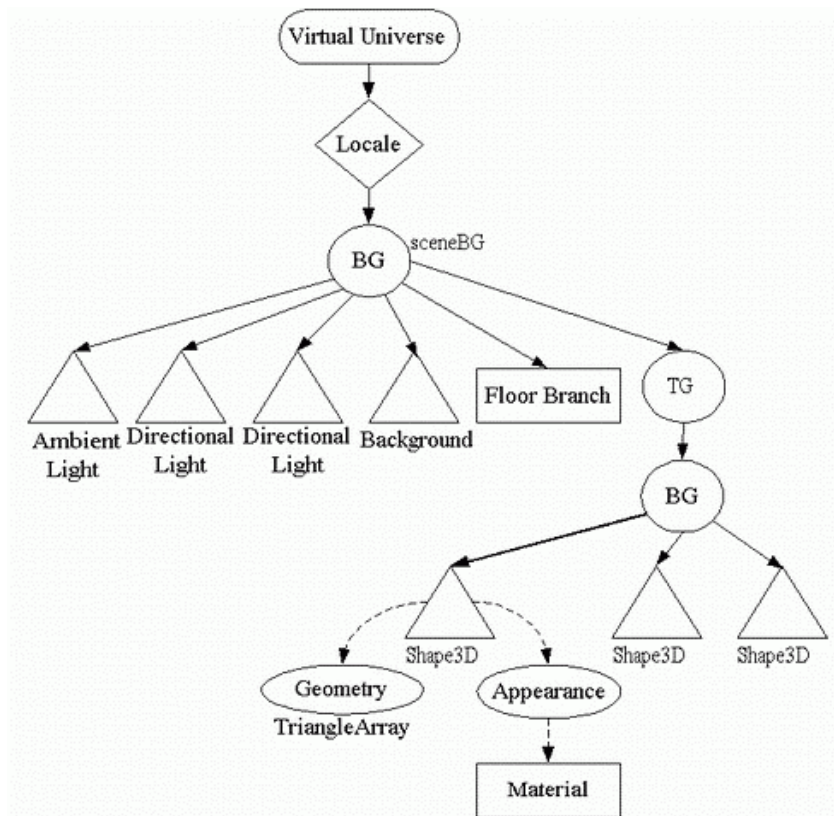 Virtual Universe
Locale
BG
sceneBG
Ambient
Light
Directional
Light
Directional
Light
Background
Floor Branch
TG
BG
Shape3D
Shape3D
Shape3D
Geometry
TriangleArray
Appearance
Material